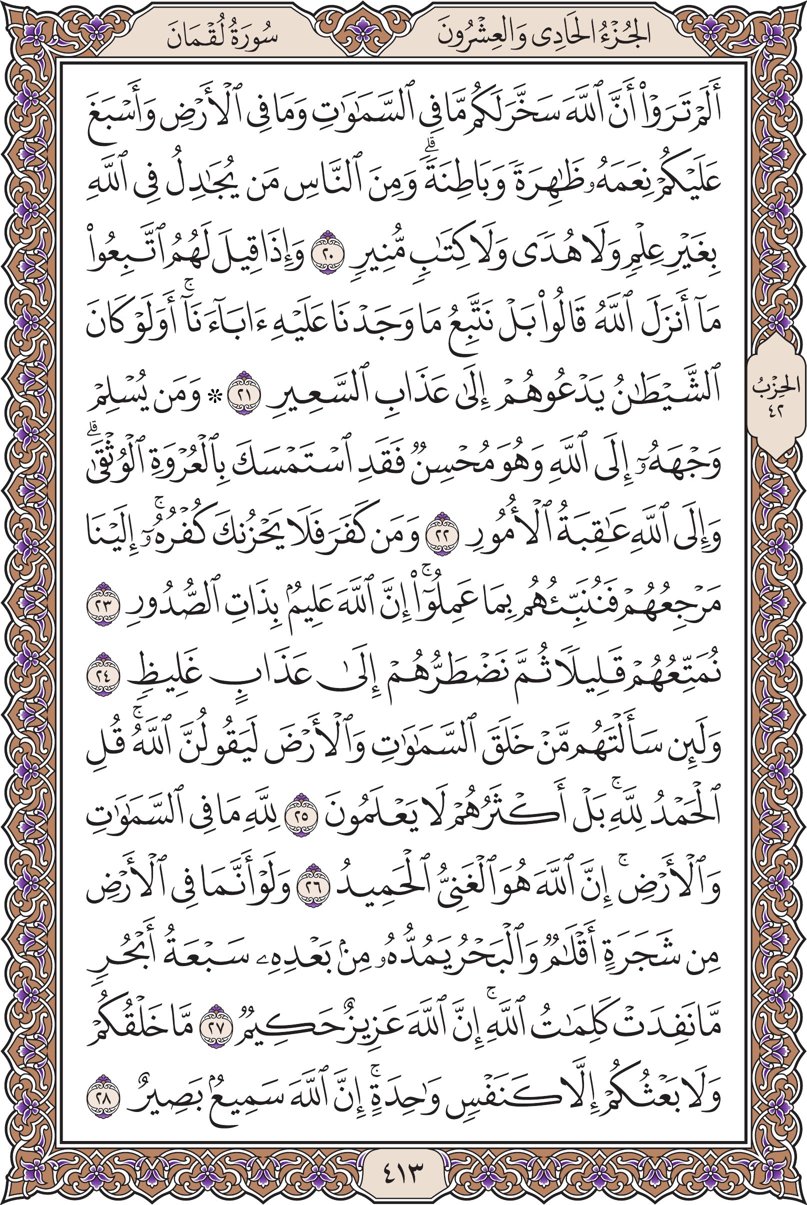 الجُزْءُ الحَادِي وَالعِشْرُونَ
سُورَةُ لُقْمَانَ
أَلَمْ تَرَوْا۟ أَنَّ ٱللَّهَ سَخَّرَ لَكُم مَّا فِى ٱلسَّمَـٰوَٰتِ وَمَا فِى ٱلْأَرْضِ وَأَسْبَغَ
عَلَيْكُمْ نِعَمَهُۥ ظَـٰهِرَةً وَبَاطِنَةً ۗ وَمِنَ ٱلنَّاسِ مَن يُجَـٰدِلُ فِى ٱللَّهِ
بِغَيْرِ عِلْمٍ وَلَا هُدًى وَلَا كِتَـٰبٍ مُّنِيرٍ ٢٠ وَإِذَا قِيلَ لَهُمُ ٱتَّبِعُوا۟
مَآ أَنزَلَ ٱللَّهُ قَالُوا۟ بَلْ نَتَّبِعُ مَا وَجَدْنَا عَلَيْهِ ءَابَآءَنَآ ۚ أَوَلَوْ كَانَ
ٱلشَّيْطَـٰنُ يَدْعُوهُمْ إِلَىٰ عَذَابِ ٱلسَّعِيرِ ٢١ * وَمَن يُسْلِمْ
الحِزْبُ
٤٢
وَجْهَهُۥٓ إِلَى ٱللَّهِ وَهُوَ مُحْسِنٌ فَقَدِ ٱسْتَمْسَكَ بِٱلْعُرْوَةِ ٱلْوُثْقَىٰ ۗ
وَإِلَى ٱللَّهِ عَـٰقِبَةُ ٱلْأُمُورِ ٢٢ وَمَن كَفَرَ فَلَا يَحْزُنكَ كُفْرُهُۥٓ ۚ إِلَيْنَا
مَرْجِعُهُمْ فَنُنَبِّئُهُم بِمَا عَمِلُوٓا۟ ۚ إِنَّ ٱللَّهَ عَلِيمٌۢ بِذَاتِ ٱلصُّدُورِ ٢٣
نُمَتِّعُهُمْ قَلِيلًا ثُمَّ نَضْطَرُّهُمْ إِلَىٰ عَذَابٍ غَلِيظٍ ٢٤
وَلَئِن سَأَلْتَهُم مَّنْ خَلَقَ ٱلسَّمَـٰوَٰتِ وَٱلْأَرْضَ لَيَقُولُنَّ ٱللَّهُ ۚ قُلِ
ٱلْحَمْدُ لِلَّهِ ۚ بَلْ أَكْثَرُهُمْ لَا يَعْلَمُونَ ٢٥ لِلَّهِ مَا فِى ٱلسَّمَـٰوَٰتِ
وَٱلْأَرْضِ ۚ إِنَّ ٱللَّهَ هُوَ ٱلْغَنِىُّ ٱلْحَمِيدُ ٢٦ وَلَوْ أَنَّمَا فِى ٱلْأَرْضِ
مِن شَجَرَةٍ أَقْلَـٰمٌ وَٱلْبَحْرُ يَمُدُّهُۥ مِنۢ بَعْدِهِۦ سَبْعَةُ أَبْحُرٍ
مَّا نَفِدَتْ كَلِمَـٰتُ ٱللَّهِ ۗ إِنَّ ٱللَّهَ عَزِيزٌ حَكِيمٌ ٢٧ مَّا خَلْقُكُمْ
وَلَا بَعْثُكُمْ إِلَّا كَنَفْسٍ وَٰحِدَةٍ ۗ إِنَّ ٱللَّهَ سَمِيعٌۢ بَصِيرٌ ٢٨
٤١٣